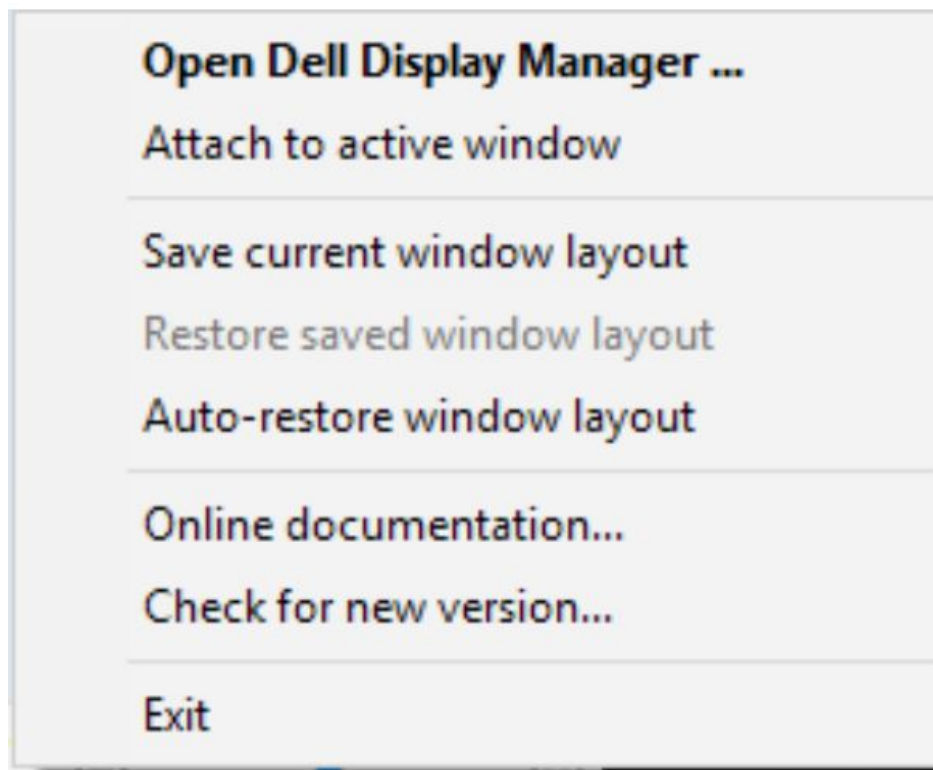 Open Dell Display Manager ...
Attach to active window
Save current window layout
Restore saved window layout
Auto-restore window layout
Online documentation...
Check for new version...
Exit